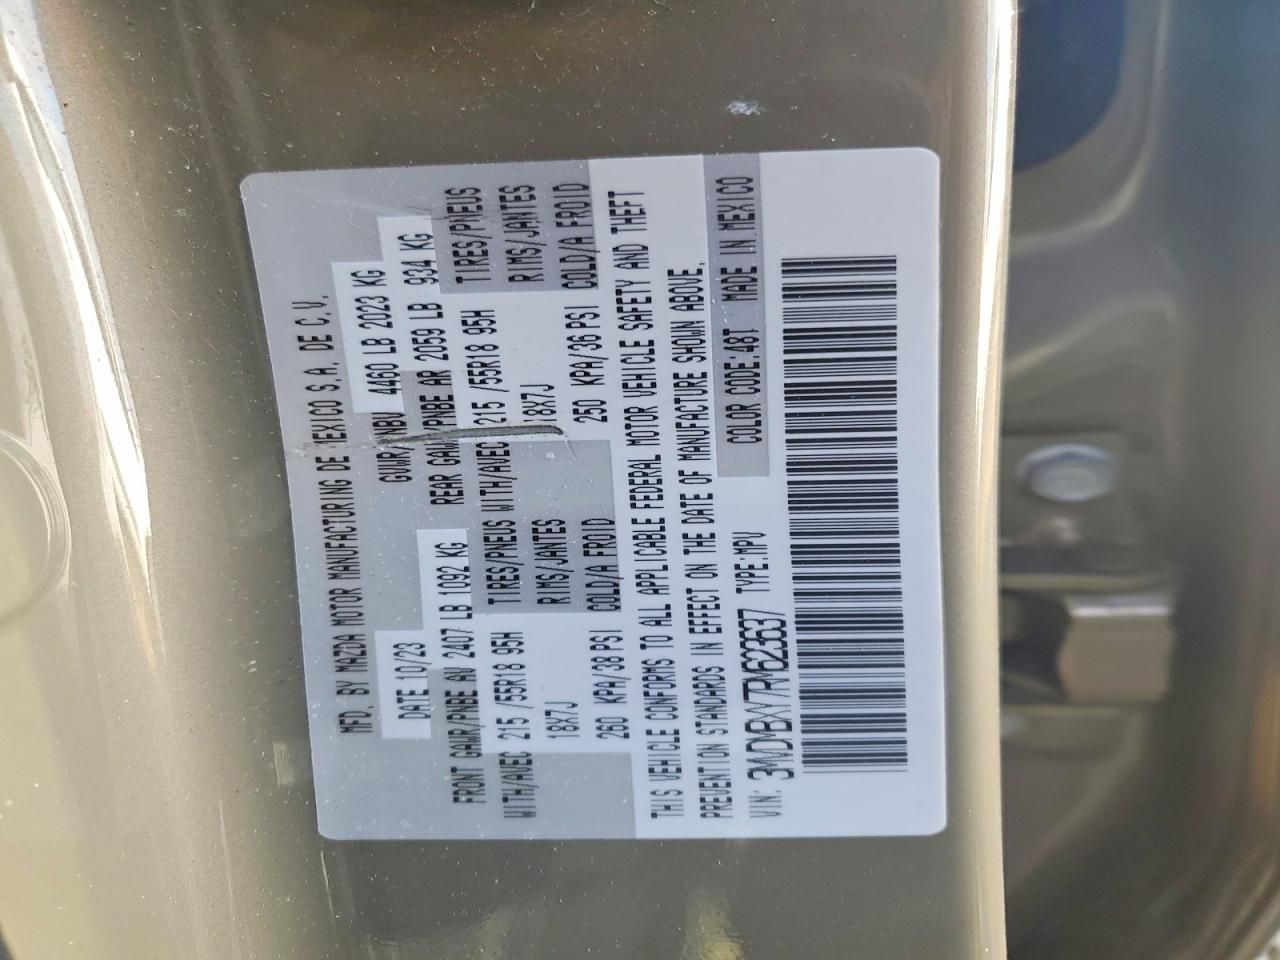 MFD. BY MAZDA MOTOR MANUFACTURING DE MEXICO S.A. DE C.V.
DATE 10/23 GVWR/NBV 4460 LB 2023 KG
FRONT GAWR/PNBE AV 2407 LB 1092 KG REAR GAWR/PNBE AR 2059 LB 934 KG
WITH/AVEC 215 /55R18 95H TIRES/PNEUS WITH/AVEC 215 /55R18 95H TIRES/PNEUS
18X7J RIMS/JANTES 18X7J RIMS/JANTES
260 KPA/38 PSI COLD/A FROID 250 KPA/36 PSI COLD/A FROID
THIS VEHICLE CONFORMS TO ALL APPLICABLE FEDERAL MOTOR VEHICLE SAFETY AND THEFT
PREVENTION STANDARDS IN EFFECT ON THE DATE OF MANUFACTURE SHOWN ABOVE.
VIN: 3MVDMBXY7RM623637 TYPE:MPV COLOR CODE:48T MADE IN MEXICO